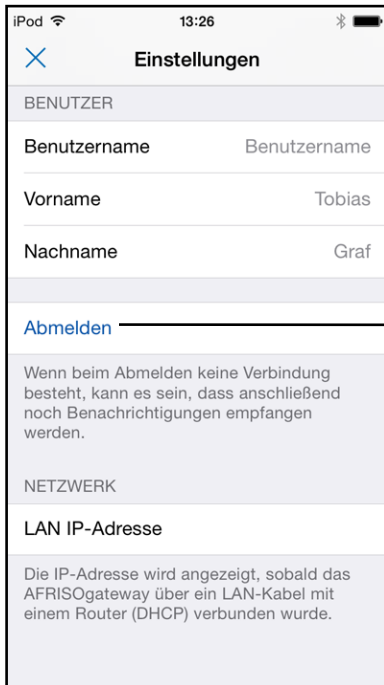 iPod 13:26
Einstellungen
BENUTZER
Benutzername Benutzername
Vorname Tobias
Nachname Graf
Abmelden
Wenn beim Abmelden keine Verbindung
besteht, kann es sein, dass anschließend
noch Benachrichtigungen empfangen
werden.
NETZWERK
LAN IP-Adresse
Die IP-Adresse wird angezeigt, sobald das
AFRISOgateway über ein LAN-Kabel mit
einem Router (DHCP) verbunden wurde.